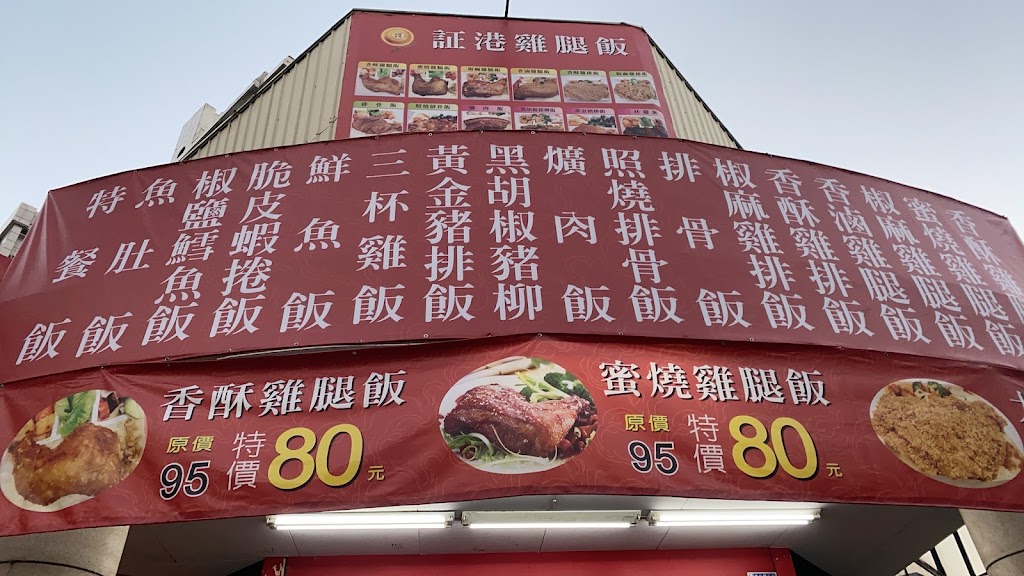 証港雞腿飯
特餐飯
魚肚飯
椒鹽鱈魚飯
脆皮蝦捲飯
鮮魚飯
三杯雞飯
黃金豬排飯
黑胡椒豬柳
爌肉飯
照燒排骨飯
排骨飯
椒麻雞排飯
香酥雞排飯
香滷雞腿飯
椒麻雞腿飯
蜜燒雞腿飯
香酥雞腿飯
香酥雞腿飯
原價
95
特價
80
元
蜜燒雞腿飯
原價
95
特價
80
元